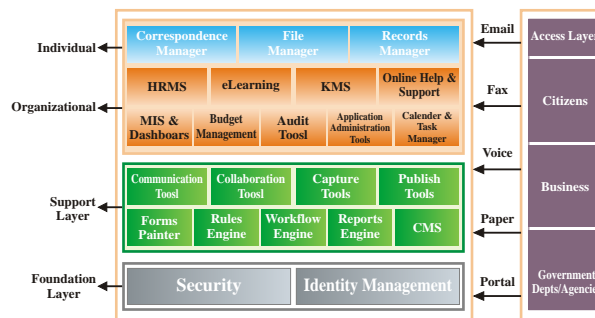 Individual
Organizational
Support
Layer
Foundation
Layer
Correspondence
Manager
File
Manager
Records
Manager
HRMS
eLearning
KMS
Online Help &
Support
MIS &
Dashboars
Budget
Management
Audit
Toosl
Application
Administration
Tools
Calender &
Task
Manager
Communication
Toosl
Collaboration
Toosl
Capture
Tools
Publish
Tools
Forms
Painter
Rules
Engine
Workflow
Engine
Reports
Engine
CMS
Security
Identity Management
Email
Fax
Voice
Paper
Portal
Access Layer
Citizens
Business
Government
Depts/Agencie